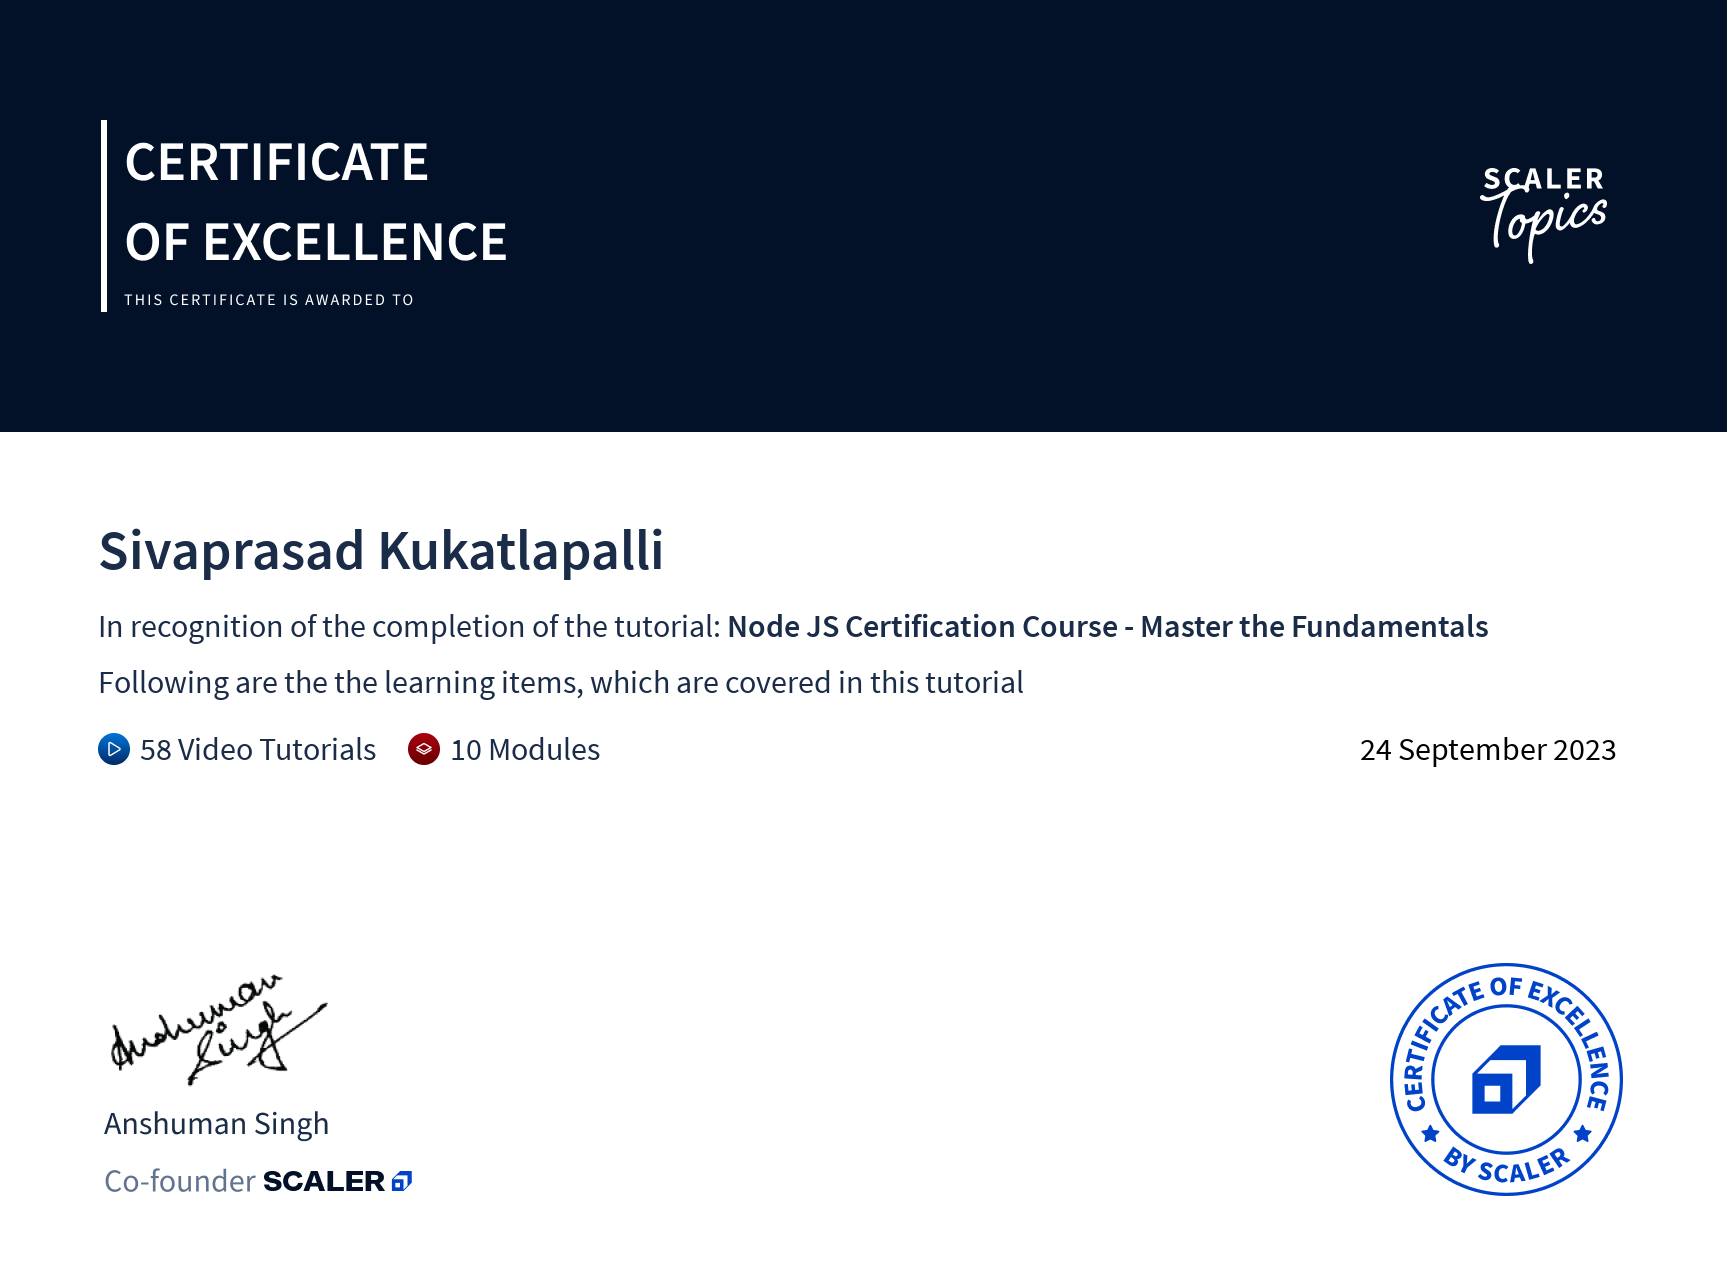 CERTIFICATE
OF EXCELLENCE
THIS CERTIFICATE IS AWARDED TO
SCALER
Topics
Sivaprasad Kukatlapalli
In recognition of the completion of the tutorial: Node JS Certification Course - Master the Fundamentals
Following are the the learning items, which are covered in this tutorial
58 Video Tutorials 10 Modules 24 September 2023
Anshuman
Singh
Anshuman Singh
Co-founder SCALER
CERTIFICATE OF EXCELLENCE
BY SCALER